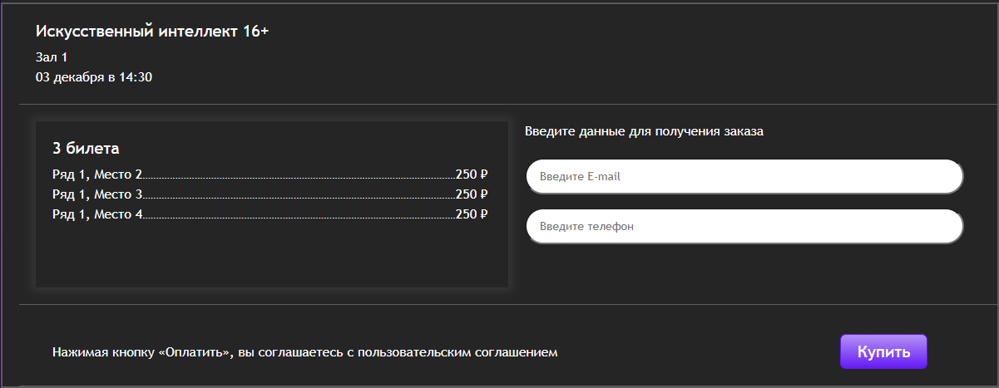 Искусственный интеллект 16+
Зал 1
03 декабря в 14:30
3 билета
Ряд 1, Место 2 250 ₽
Ряд 1, Место 3 250 ₽
Ряд 1, Место 4 250 ₽
Введите данные для получения заказа
Введите E-mail
Введите телефон
Нажимая кнопку «Оплатить», вы соглашаетесь с пользовательским соглашением
Купить